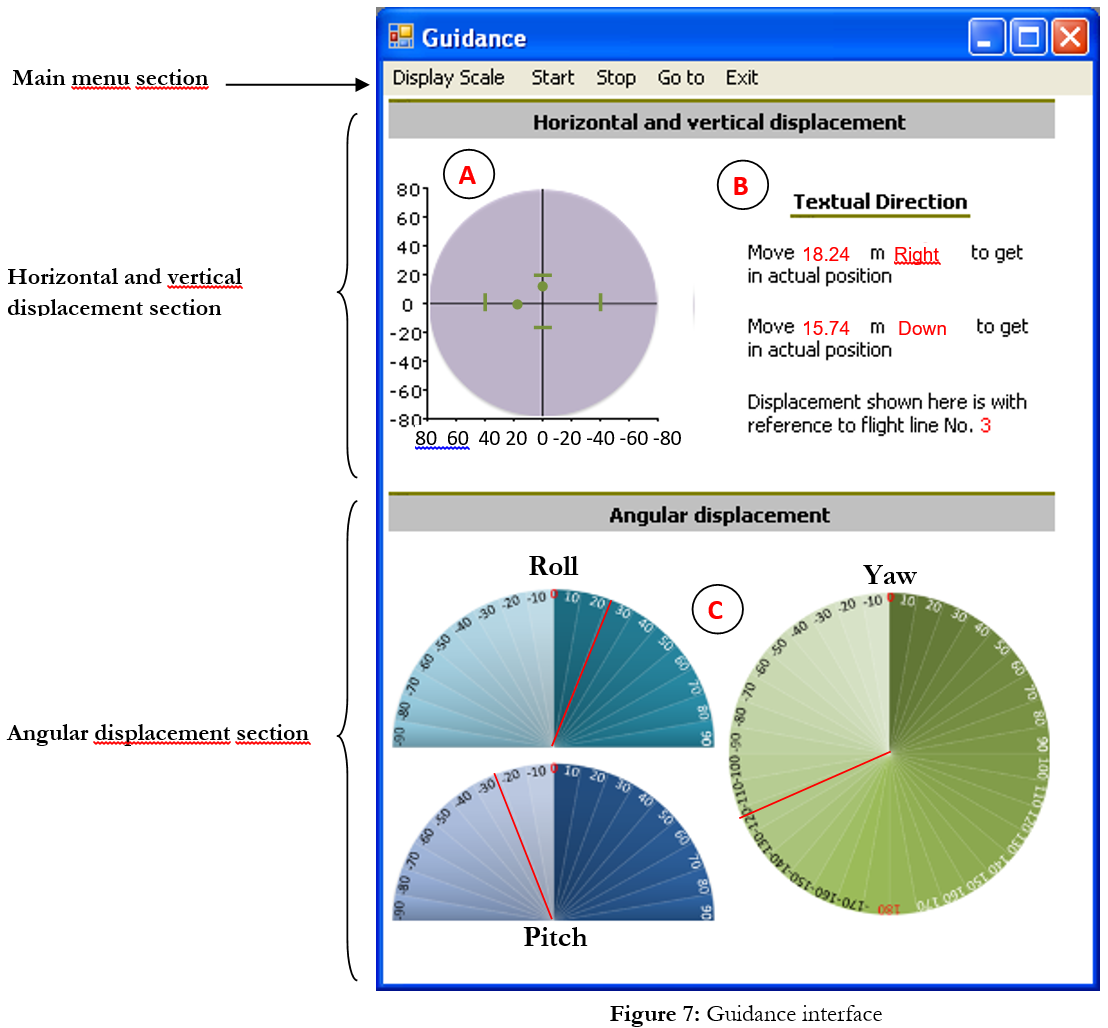 Guidance
Main menu section
Display Scale Start Stop Go to Exit
Horizontal and vertical displacement
A
B
Textual Direction
80
60
40
20
0
-20
-40
-60
-80
80 60 40 20 0 -20 -40 -60 -80
Move 18.24 m Right to get
in actual position
Move 15.74 m Down to get
in actual position
Displacement shown here is with
reference to flight line No. 3
Horizontal and vertical
displacement section
Angular displacement
Angular displacement section
Roll
-90 -80 -70 -60 -50 -40 -30 -20 -10 0 10 20 30 40 50 60 70 80 90
C
Yaw
0 10 20 30 40 50 60 70 80 90 100 110 120 130 140 150 160 170 180 -170 -160 -150 -140 -130 -120 -110 -100 -90 -80 -70 -60 -50 -40 -30 -20 -10
-90 -80 -70 -60 -50 -40 -30 -20 -10 0 10 20 30 40 50 60 70 80 90
Pitch
Figure 7: Guidance interface